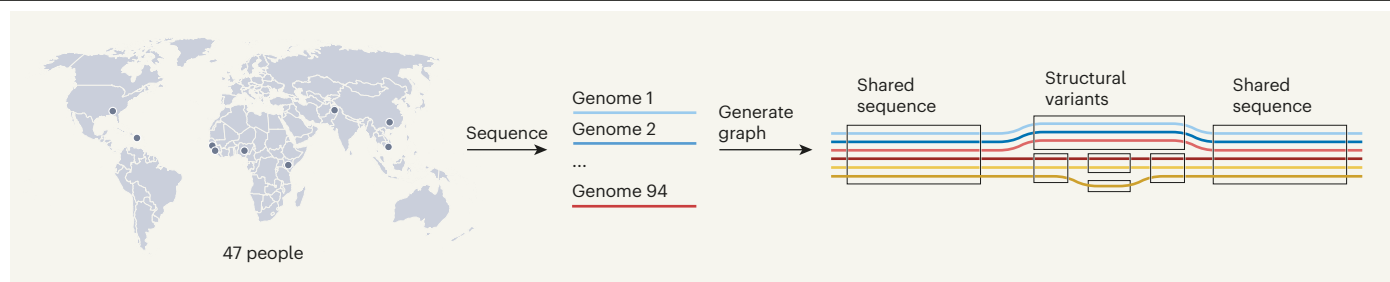 47 people
Sequence
Genome 1
Genome 2
...
Genome 94
Generate
graph
Shared
sequence
Structural
variants
Shared
sequence